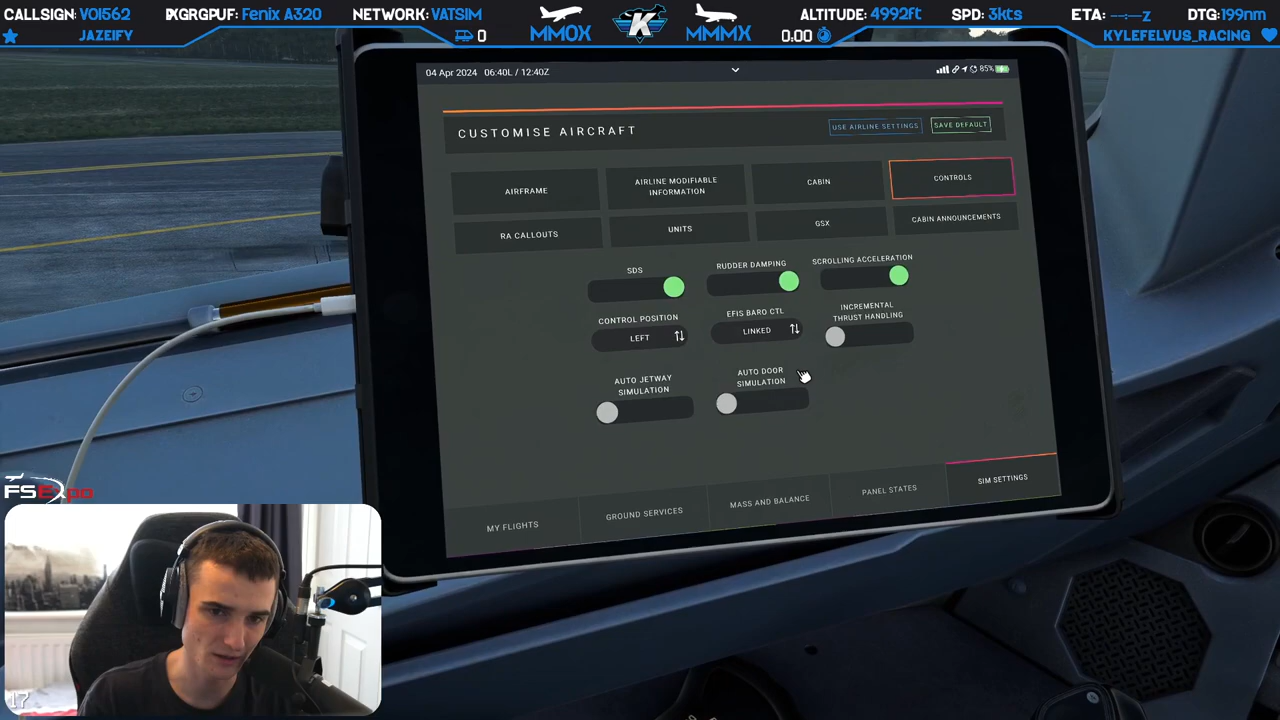 CALLSIGN: VOI562
Fenix A320
NETWORK: VATSIM
0
MMOX
K
MMMX
0:00
ALTITUDE: 4992ft
SPD: 3kts
ETA: --:--z
DTG: 199nm
JAZEIFY
KYLEFELVUS_RACING
04 Apr 2024 06:40L / 12:40Z
85%
CUSTOMISE AIRCRAFT
USE AIRLINE SETTINGS
SAVE DEFAULT
AIRFRAME
AIRLINE MODIFIABLE
INFORMATION
CABIN
CONTROLS
RA CALLOUTS
UNITS
GSX
CABIN ANNOUNCEMENTS
SDS
RUDDER DAMPING
SCROLLING ACCELERATION
CONTROL POSITION
LEFT
EFIS BARO CTL
LINKED
INCREMENTAL
THRUST HANDLING
AUTO JETWAY
SIMULATION
AUTO DOOR
SIMULATION
MY FLIGHTS
GROUND SERVICES
MASS AND BALANCE
PANEL STATES
SIM SETTINGS
FSExpo
17